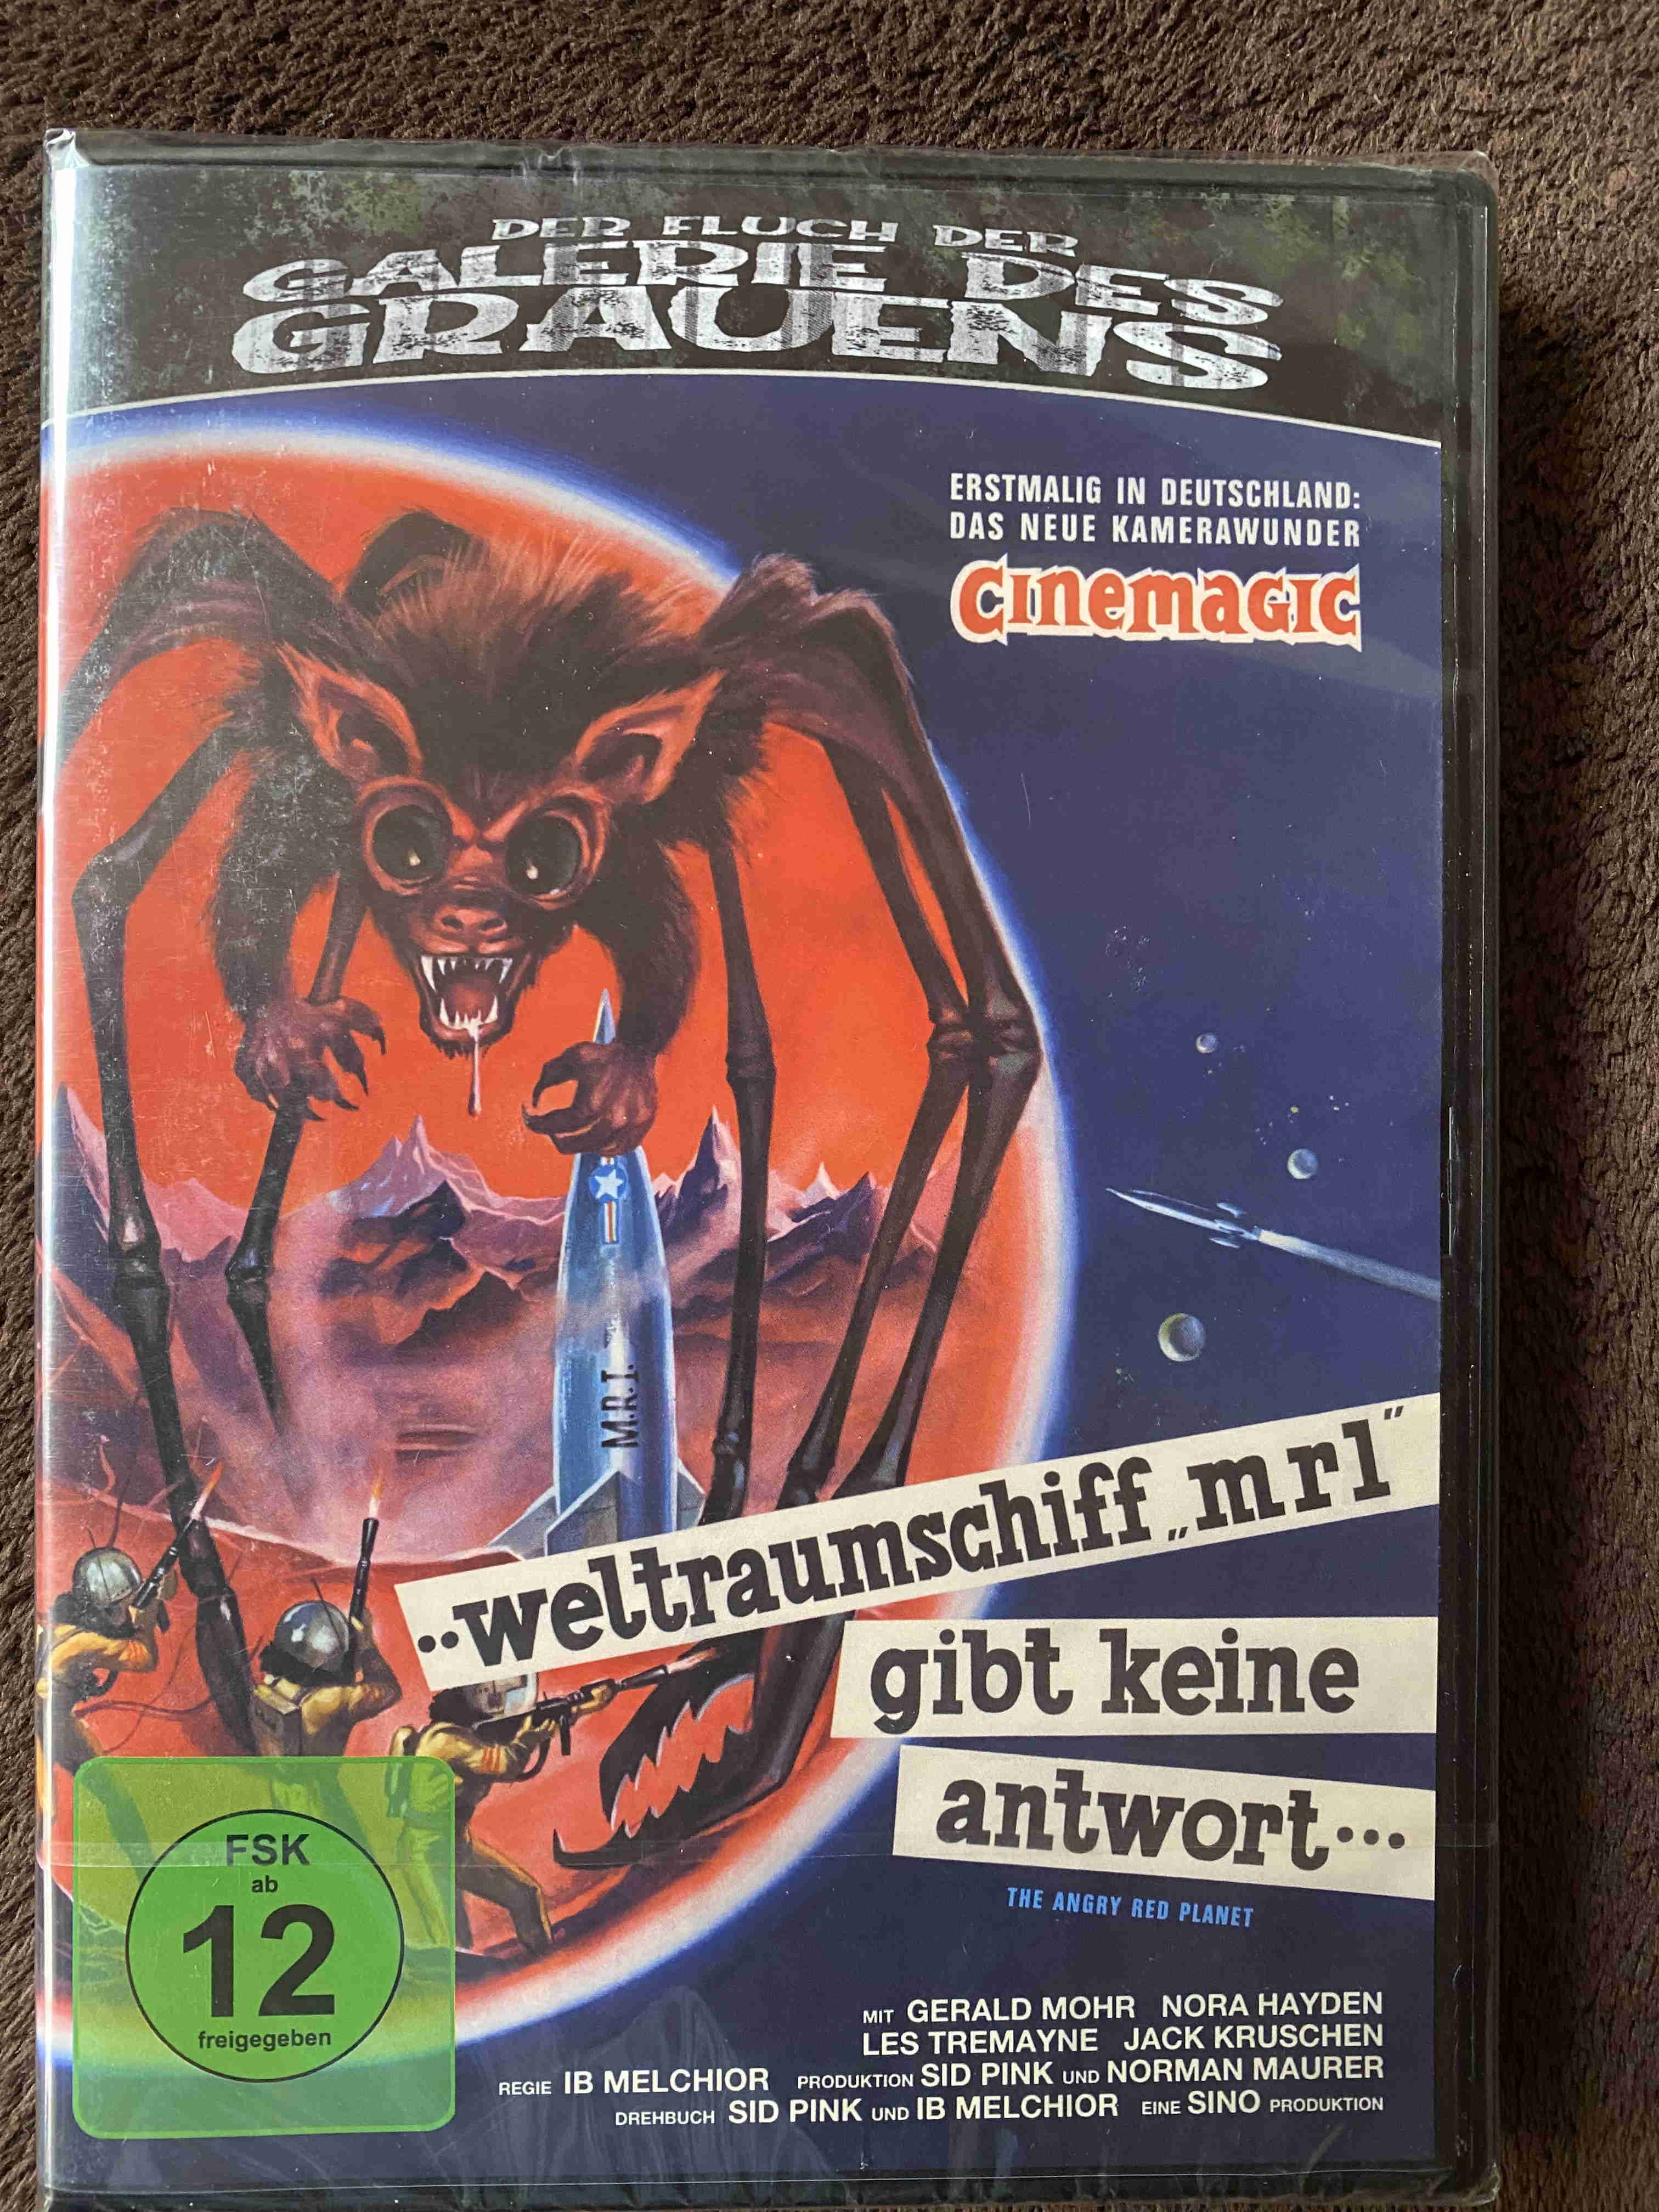 DER FLUCH DER
GALERIE DES
GRAUENS
ERSTMALIG IN DEUTSCHLAND:
DAS NEUE KAMERAWUNDER
CINEMAGIC
M.R.I.
..weltraumschiff „mr1”
gibt keine
antwort...
THE ANGRY RED PLANET
FSK
ab
12
freigegeben
MIT GERALD MOHR NORA HAYDEN
LES TREMAYNE JACK KRUSCHEN
REGIE IB MELCHIOR PRODUKTION SID PINK UND NORMAN MAURER
DREHBUCH SID PINK UND IB MELCHIOR EINE SINO PRODUKTION